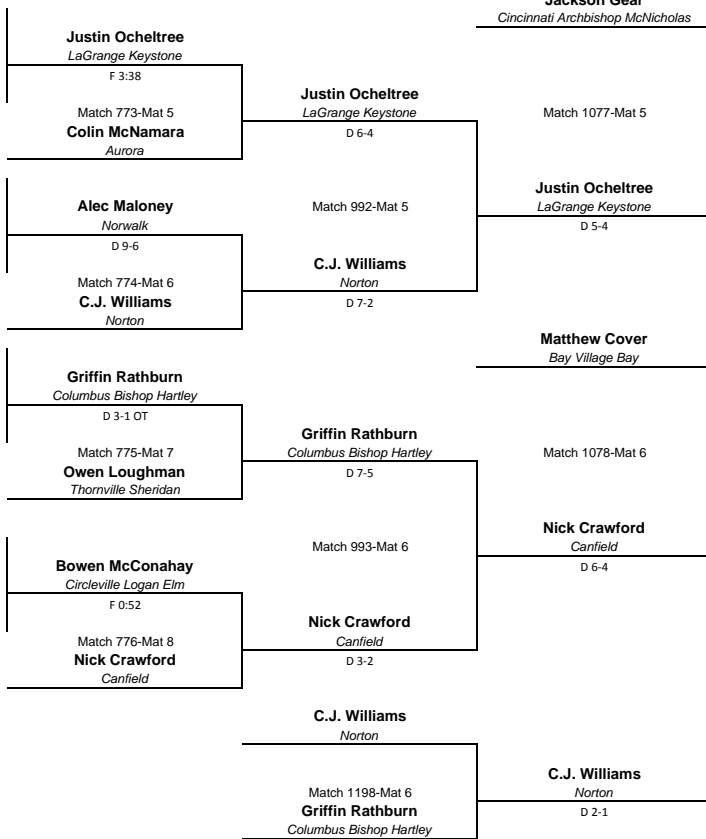 Jackson Gear
Cincinnati Archbishop McNicholas
Justin Ocheltree
LaGrange Keystone
F 3:38
Justin Ocheltree
LaGrange Keystone
D 6-4
Match 773-Mat 5
Colin McNamara
Aurora
Match 1077-Mat 5
Alec Maloney
Norwalk
D 9-6
Match 992-Mat 5
Justin Ocheltree
LaGrange Keystone
D 5-4
Match 774-Mat 6
C.J. Williams
Norton
C.J. Williams
Norton
D 7-2
Matthew Cover
Bay Village Bay
Griffin Rathburn
Columbus Bishop Hartley
D 3-1 OT
Griffin Rathburn
Columbus Bishop Hartley
D 7-5
Match 775-Mat 7
Owen Loughman
Thornville Sheridan
Match 1078-Mat 6
Match 993-Mat 6
Nick Crawford
Canfield
D 6-4
Bowen McConahay
Circleville Logan Elm
F 0:52
Nick Crawford
Canfield
D 3-2
Match 776-Mat 8
Nick Crawford
Canfield
C.J. Williams
Norton
Match 1198-Mat 6
Griffin Rathburn
Columbus Bishop Hartley
C.J. Williams
Norton
D 2-1